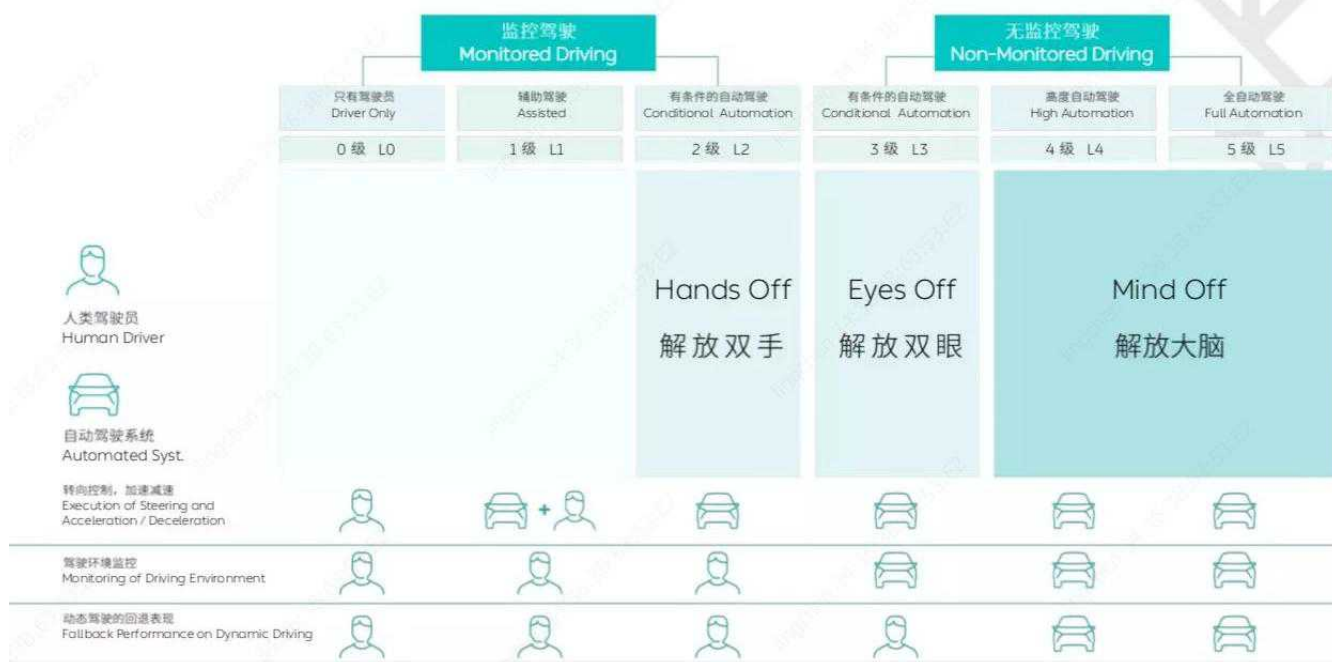 监控驾驶
Monitored Driving
无监控驾驶
Non-Monitored Driving
只有驾驶员
Driver Only
辅助驾驶
Assisted
有条件的自动驾驶
Conditional Automation
有条件的自动驾驶
Conditional Automation
高度自动驾驶
High Automation
全自动驾驶
Full Automation
0 级 L0
1 级 L1
2 级 L2
3 级 L3
4 级 L4
5 级 L5
Hands Off
解放双手
Eyes Off
解放双眼
Mind Off
解放大脑
人类驾驶员
Human Driver
自动驾驶系统
Automated Syst.
转向控制，加速减速
Execution of Steering and
Acceleration / Deceleration
+
驾驶环境监控
Monitoring of Driving Environment
动态驾驶的回退表现
Fallback Performance on Dynamic Driving